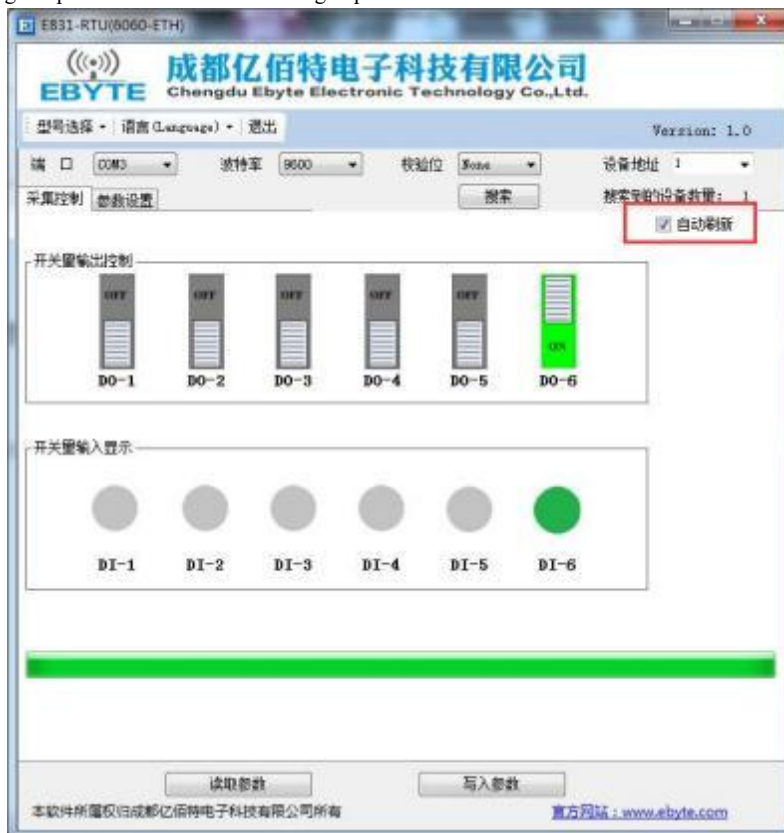 E831-RTU(6060-ETH)
EBYTE
成都亿佰特电子科技有限公司
Chengdu Ebyte Electronic Technology Co.,Ltd.
型号选择 语言(Language) 退出
Version: 1.0
端 口 COM3 波特率 9600 校验位 None 设备地址 1
采集控制 参数设置 搜索 搜索到的设备数量: 1
自动刷新
开关量输出控制
OFF OFF OFF OFF OFF
ON
DO-1 DO-2 DO-3 DO-4 DO-5 DO-6
开关量输入显示
DI-1 DI-2 DI-3 DI-4 DI-5 DI-6
读取参数 写入参数
本软件所属权归成都亿佰特电子科技有限公司所有 官方网站：www.ebyte.com